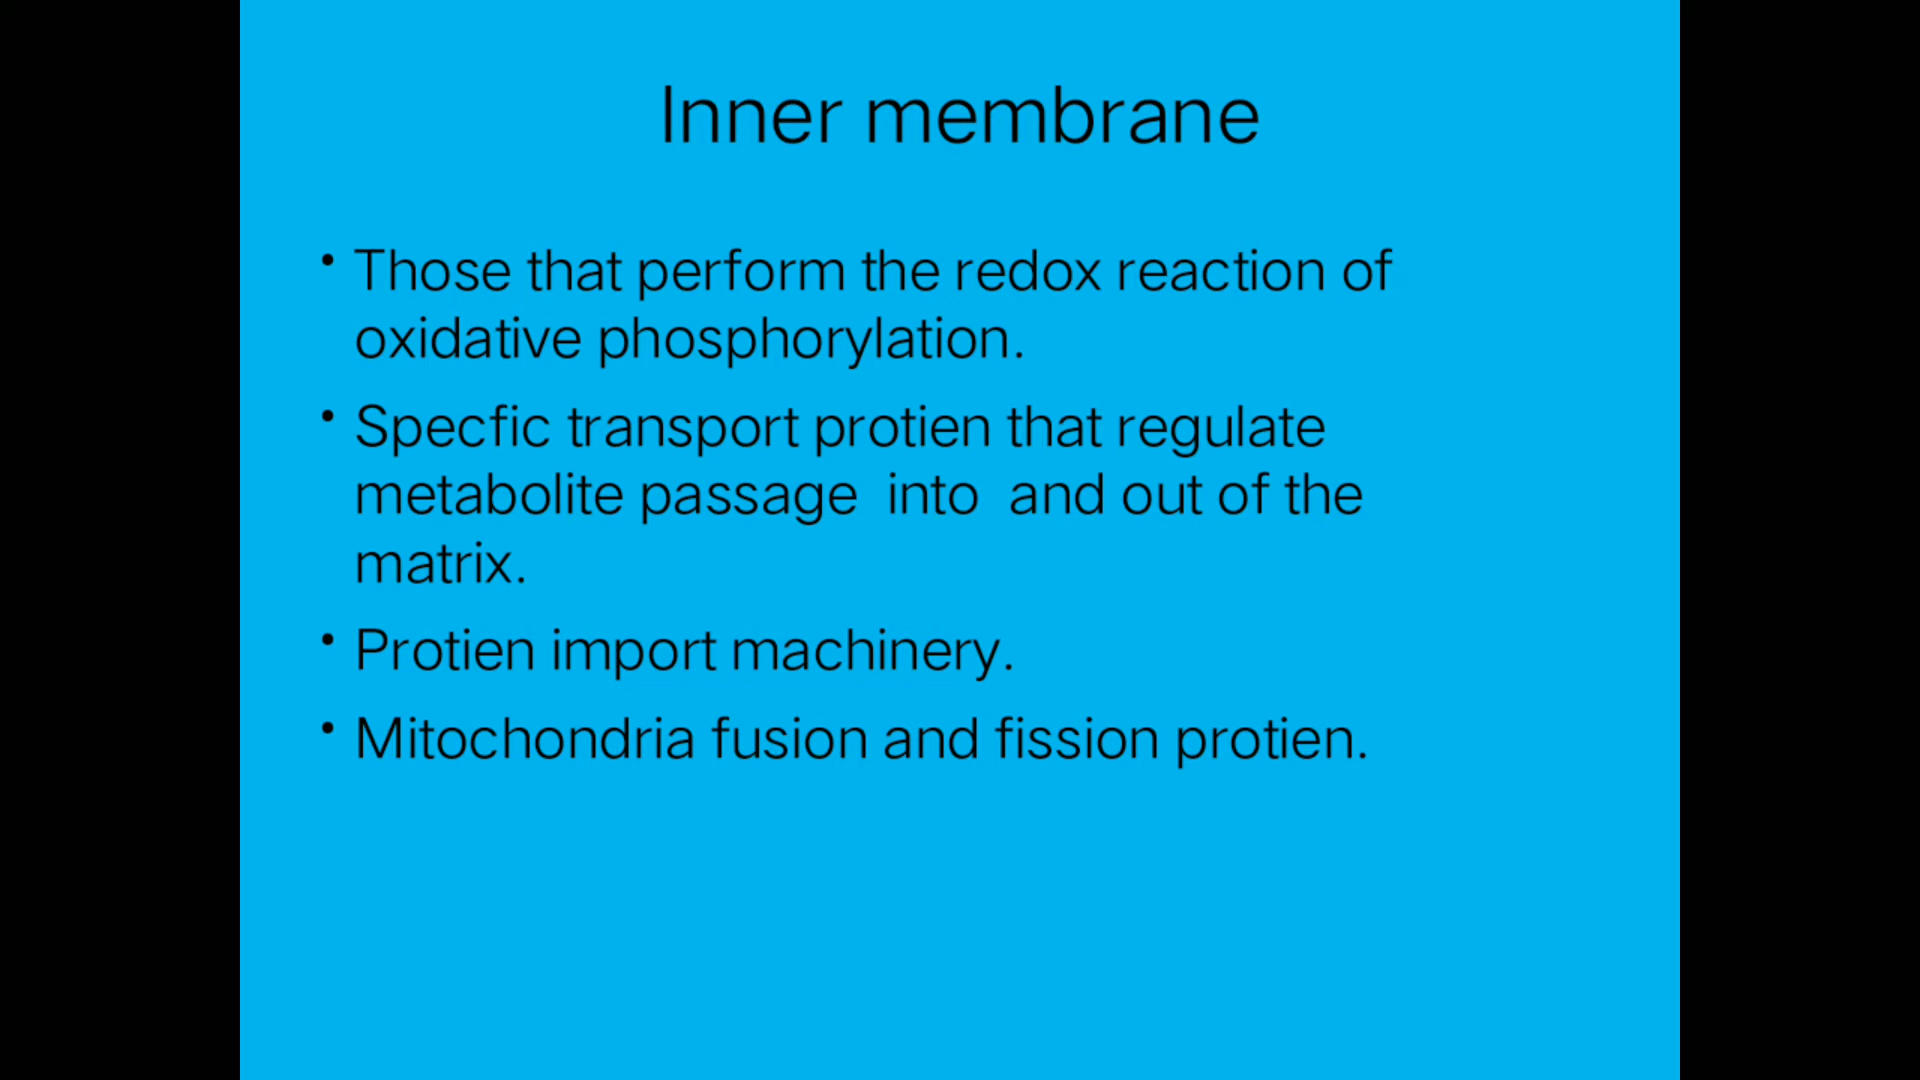 Inner membrane
• Those that perform the redox reaction of
oxidative phosphorylation.
• Specfic transport protien that regulate
metabolite passage  into  and out of the
matrix.
• Protien import machinery.
• Mitochondria fusion and fission protien.